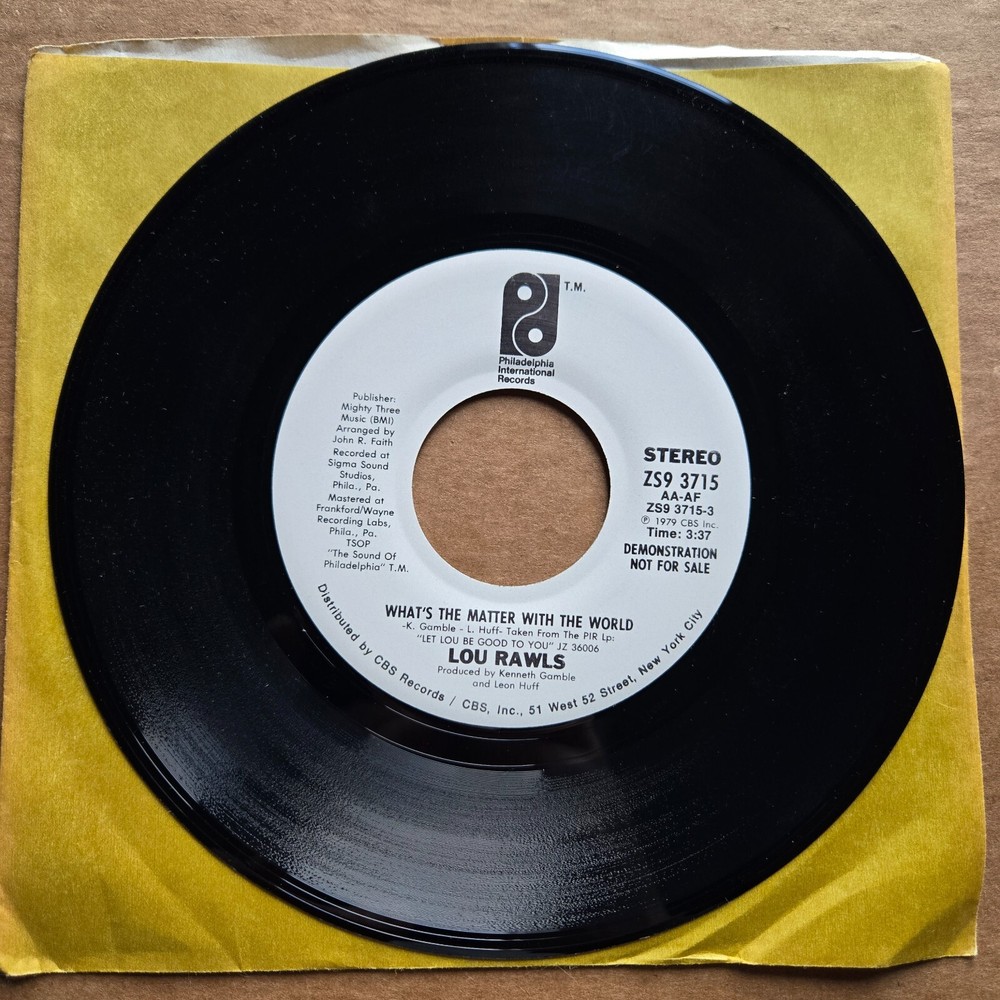 T.M.
Philadelphia
International
Records
Publisher:
Mighty Three
Music (BMI)
Arranged by
John R. Faith
Recorded at
Sigma Sound
Studios,
Phila., Pa.
Mastered at
Frankford/Wayne
Recording Labs,
Phila., Pa.
TSOP
"The Sound Of
Philadelphia" T.M.
STEREO
ZS9 3715
AA-AF
ZS9 3715-3
℗ 1979 CBS Inc.
Time: 3:37
DEMONSTRATION
NOT FOR SALE
WHAT'S THE MATTER WITH THE WORLD
-K. Gamble - L. Huff- Taken From The PIR Lp:
"LET LOU BE GOOD TO YOU" JZ 36006
LOU RAWLS
Produced by Kenneth Gamble
and Leon Huff
Distributed by CBS Records / CBS, Inc., 51 West 52 Street, New York City